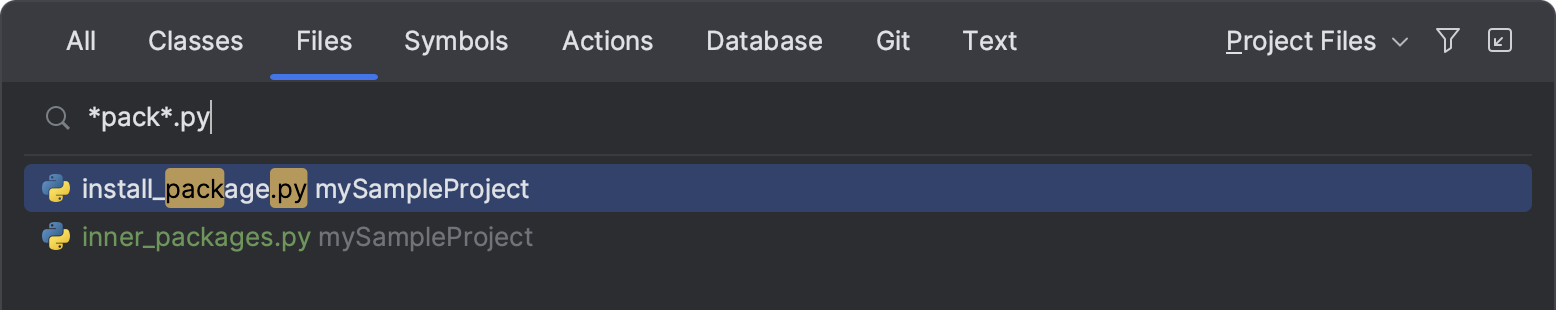 All Classes Files Symbols Actions Database Git Text Project Files
*pack*.py
install_package.py mySampleProject
inner_packages.py mySampleProject